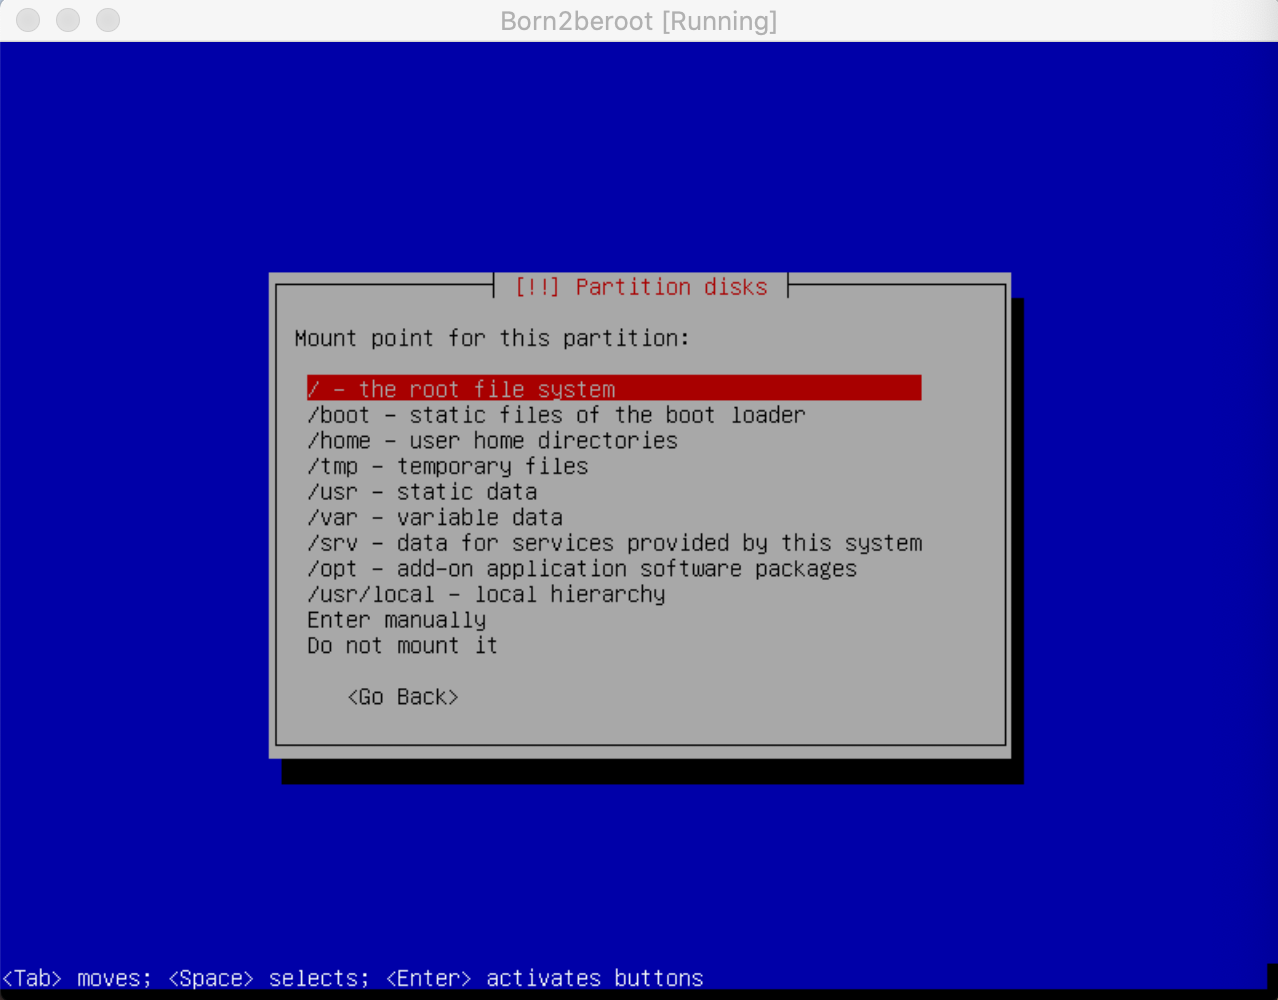 Born2beroot [Running]
[!!] Partition disks
Mount point for this partition:
/ - the root file system
/boot - static files of the boot loader
/home - user home directories
/tmp - temporary files
/usr - static data
/var - variable data
/srv - data for services provided by this system
/opt - add-on application software packages
/usr/local - local hierarchy
Enter manually
Do not mount it
<Go Back>
<Tab> moves; <Space> selects; <Enter> activates buttons